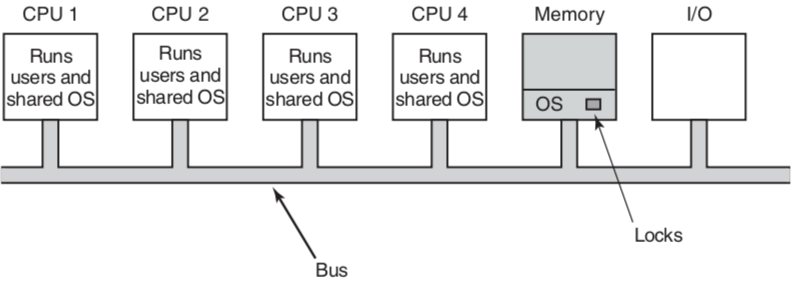 CPU 1
CPU 2
CPU 3
CPU 4
Memory
I/O
Runs
users and
shared OS
Runs
users and
shared OS
Runs
users and
shared OS
Runs
users and
shared OS
OS
Locks
Bus